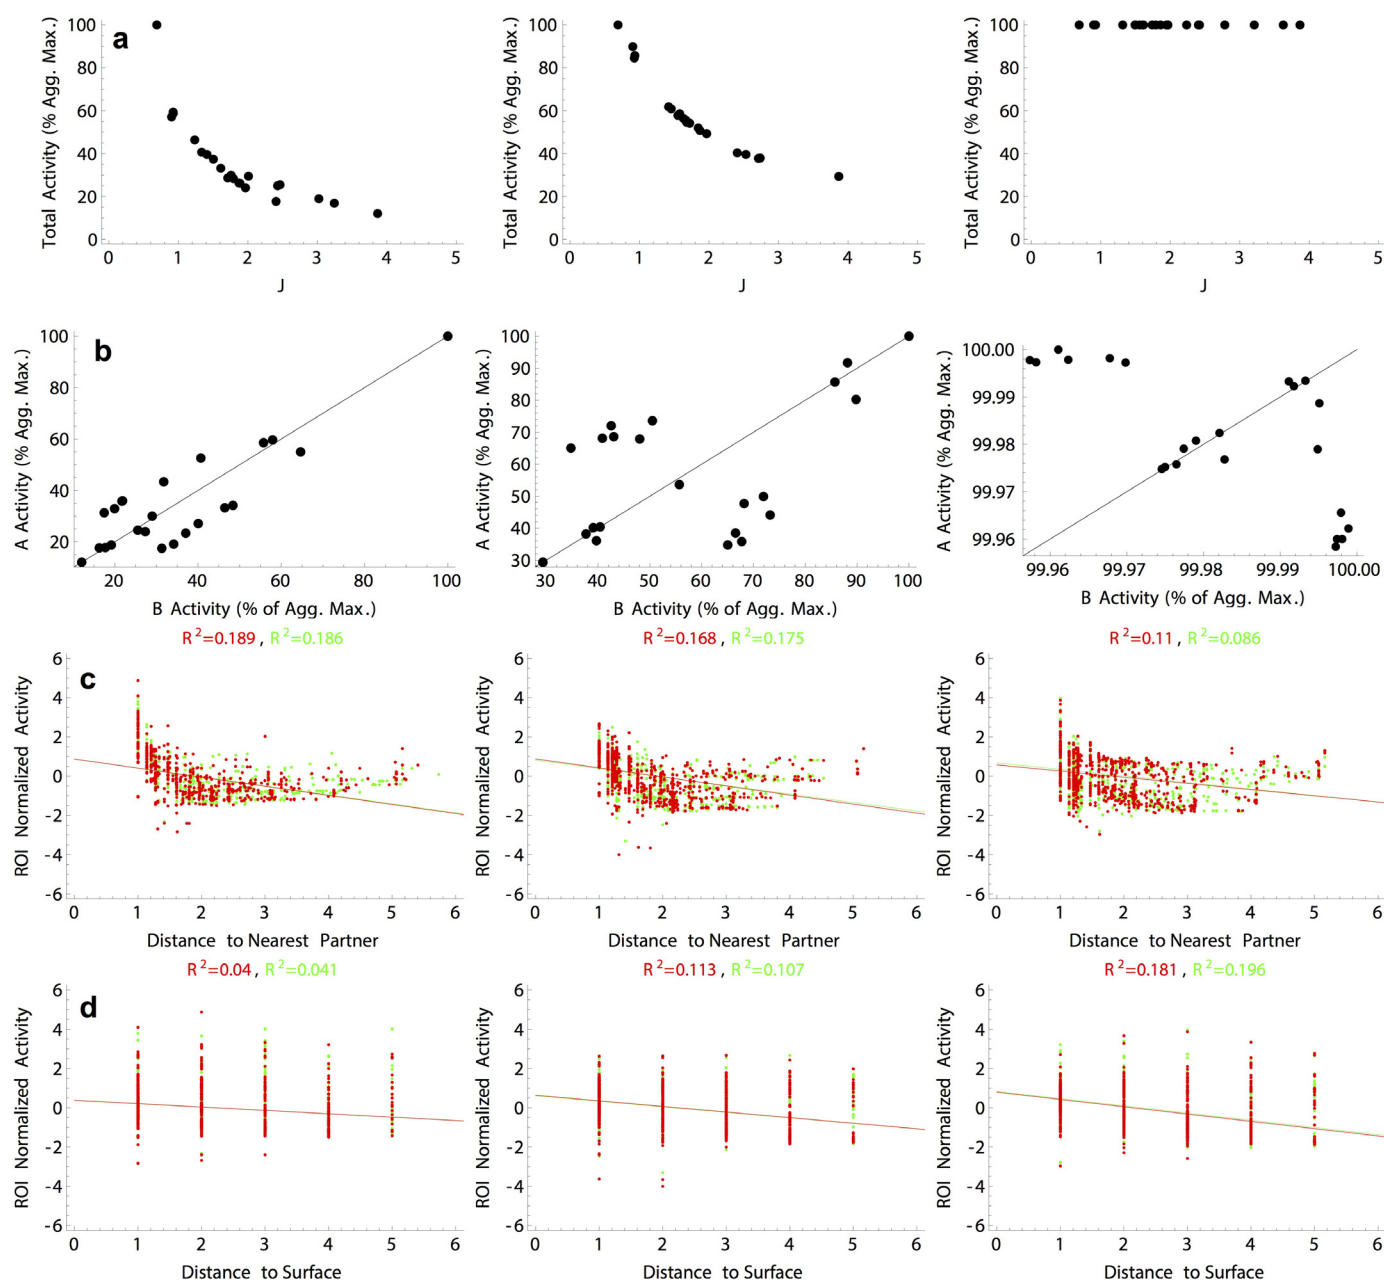 a
Total Activity (% Agg. Max.)
100
80
60
40
20
0
0 1 2 3 4 5
J
Total Activity (% Agg. Max.)
100
80
60
40
20
0
0 1 2 3 4 5
J
Total Activity (% Agg. Max.)
100
80
60
40
20
0
0 1 2 3 4 5
J
b
A Activity (% Agg. Max.)
100
80
60
40
20
20 40 60 80 100
B Activity (% of Agg. Max.)
A Activity (% Agg. Max.)
100
90
80
70
60
50
40
30
30 40 50 60 70 80 90 100
B Activity (% of Agg. Max.)
A Activity (% Agg. Max.)
100.00
99.99
99.98
99.97
99.96
99.96 99.97 99.98 99.99 100.00
B Activity (% of Agg. Max.)
c
R²=0.189 , R²=0.186
ROI Normalized Activity
6
4
2
0
-2
-4
-6
0 1 2 3 4 5 6
Distance to Nearest Partner
R²=0.168 , R²=0.175
ROI Normalized Activity
6
4
2
0
-2
-4
-6
0 1 2 3 4 5 6
Distance to Nearest Partner
R²=0.11 , R²=0.086
ROI Normalized Activity
6
4
2
0
-2
-4
-6
0 1 2 3 4 5 6
Distance to Nearest Partner
d
R²=0.04 , R²=0.041
ROI Normalized Activity
6
4
2
0
-2
-4
-6
0 1 2 3 4 5 6
Distance to Surface
R²=0.113 , R²=0.107
ROI Normalized Activity
6
4
2
0
-2
-4
-6
0 1 2 3 4 5 6
Distance to Surface
R²=0.181 , R²=0.196
ROI Normalized Activity
6
4
2
0
-2
-4
-6
0 1 2 3 4 5 6
Distance to Surface